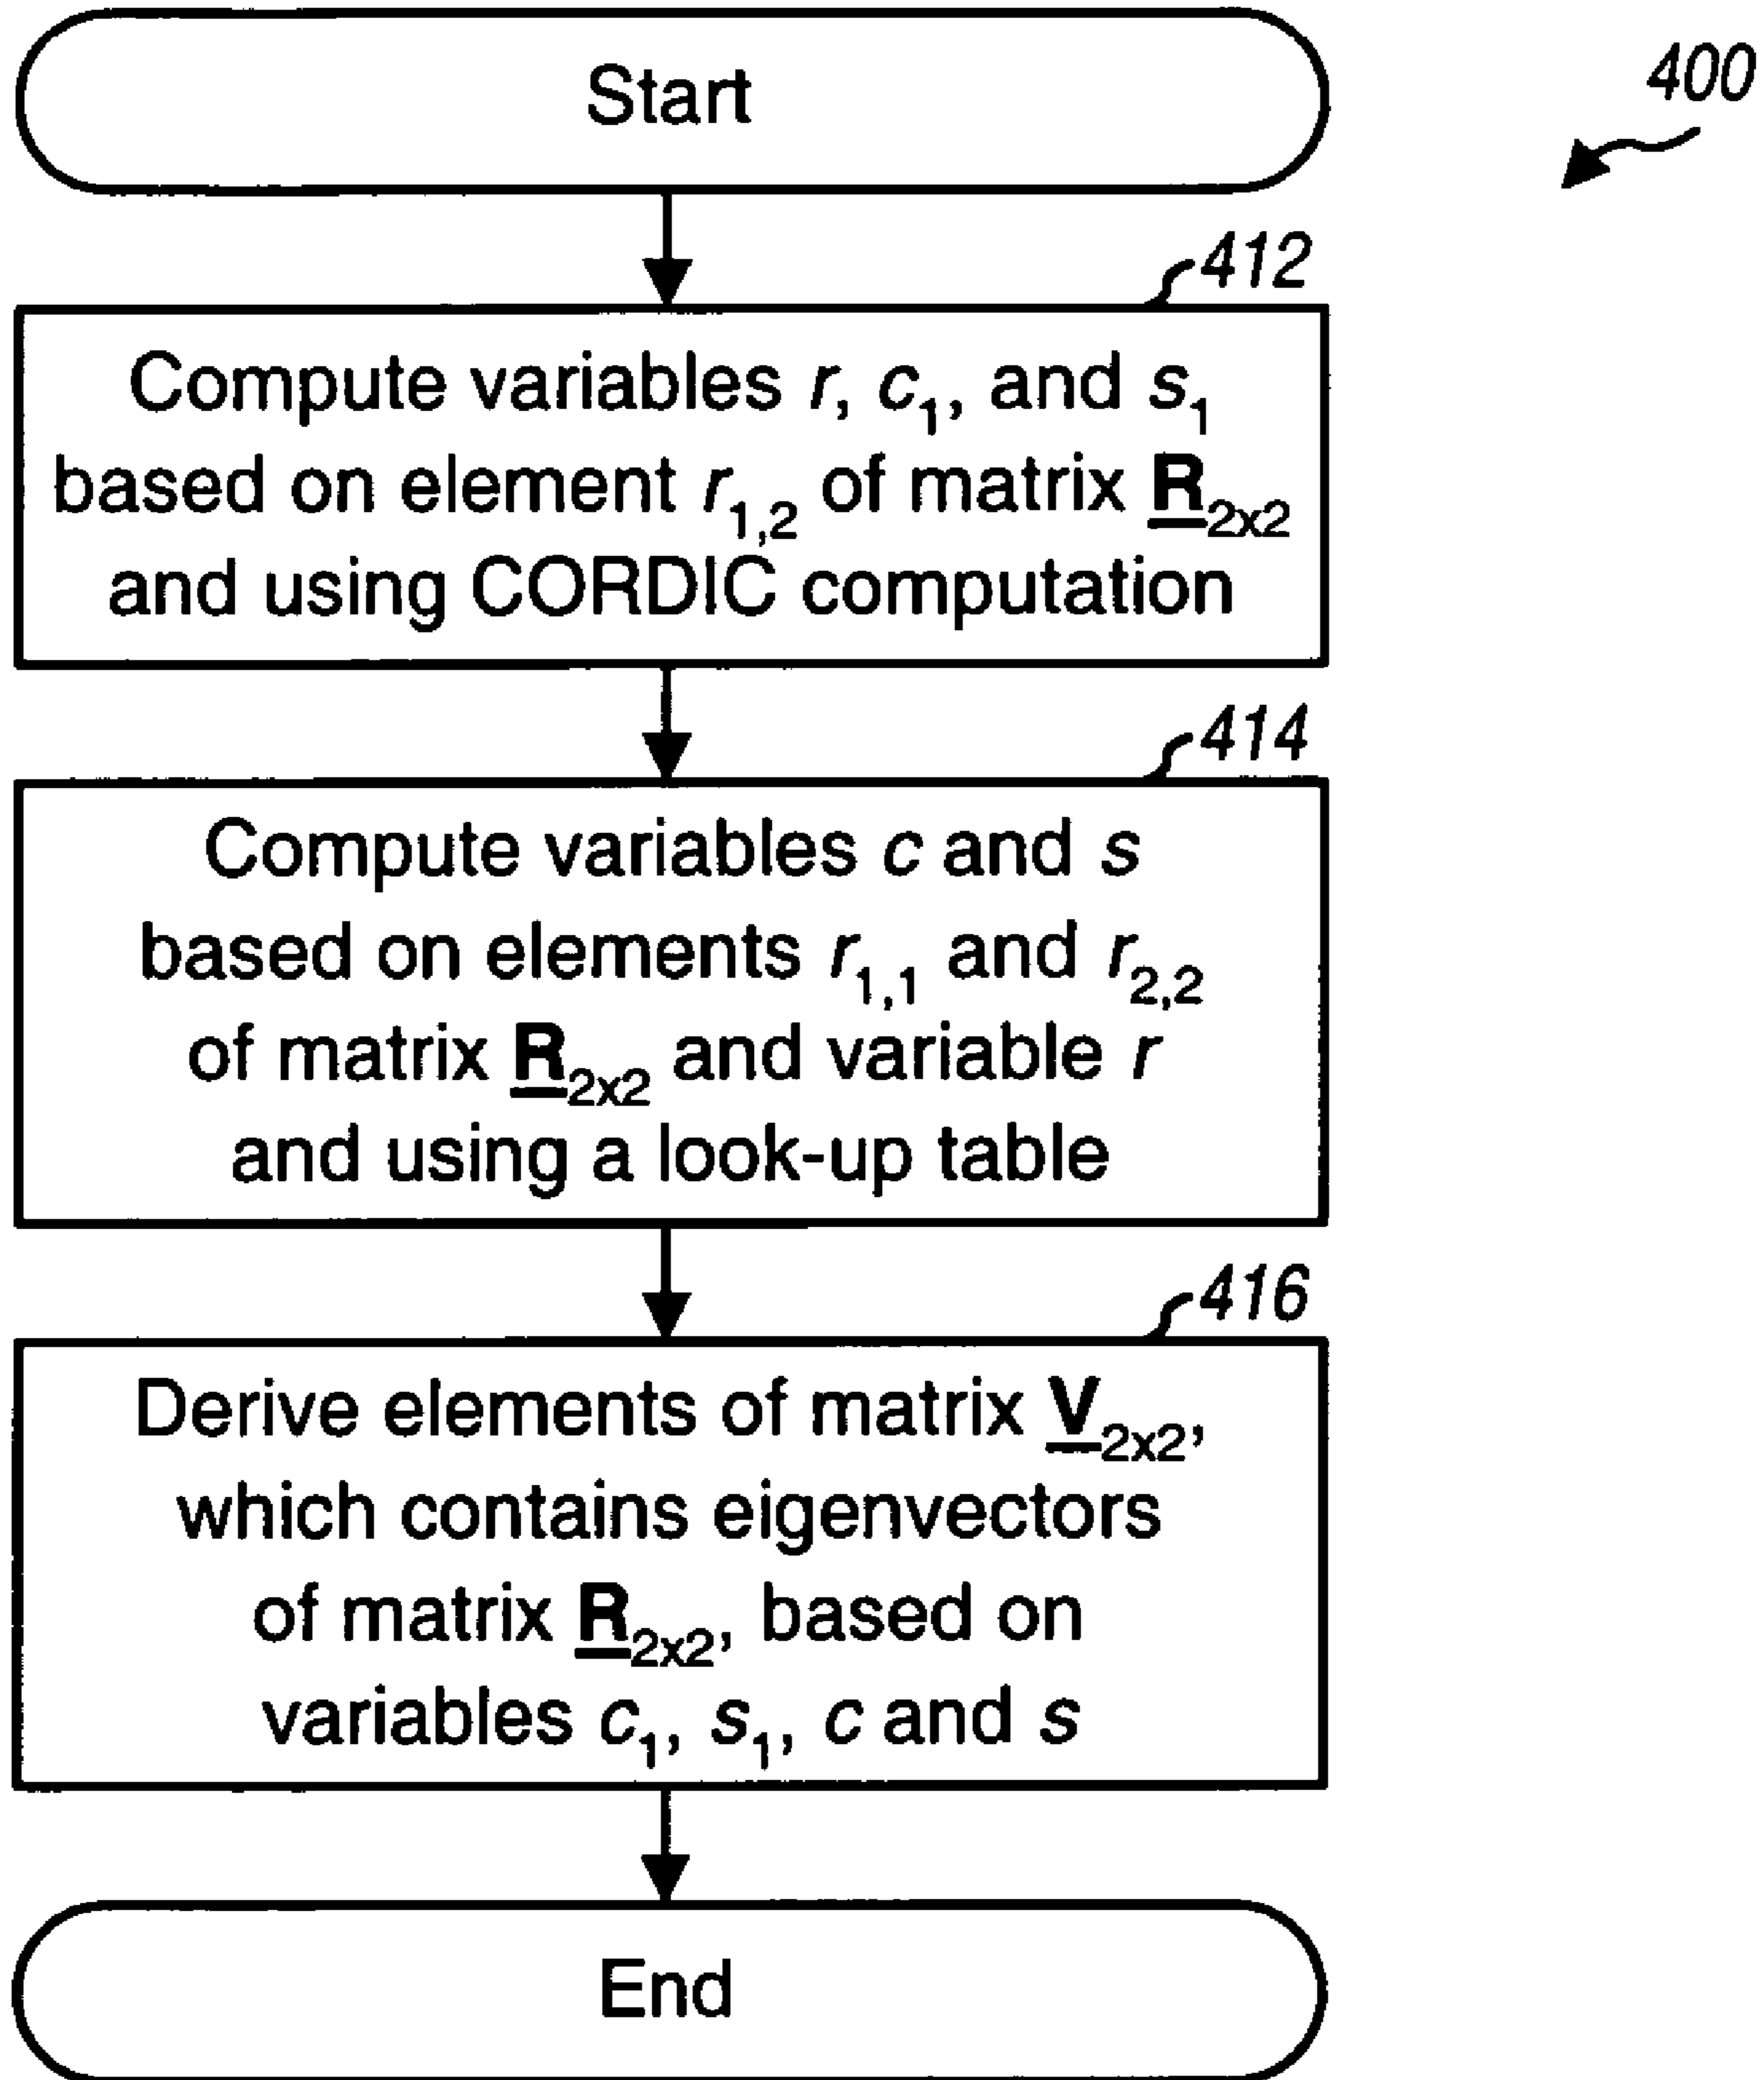 Start
400
412
Compute variables r, c₁, and s₁
based on element r₁,₂ of matrix R₂ₓ₂
and using CORDIC computation
414
Compute variables c and s
based on elements r₁,₁ and r₂,₂
of matrix R₂ₓ₂ and variable r
and using a look-up table
416
Derive elements of matrix V₂ₓ₂,
which contains eigenvectors
of matrix R₂ₓ₂, based on
variables c₁, s₁, c and s
End